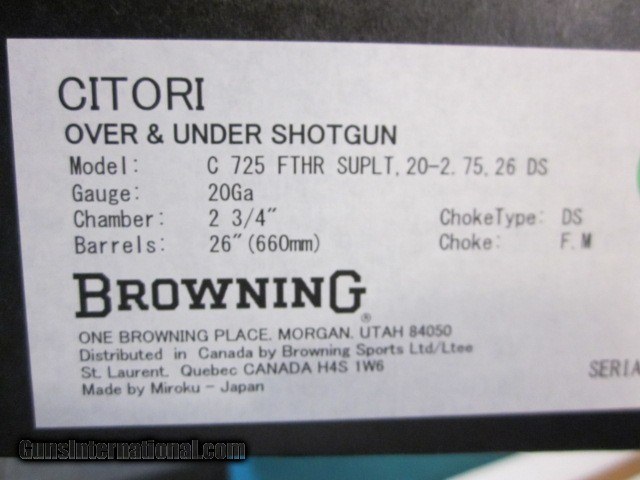 CITORI
OVER & UNDER SHOTGUN
Model: C 725 FTHR SUPLT, 20-2.75, 26 DS
Gauge: 20Ga
Chamber: 2 3/4" ChokeType: DS
Barrels: 26"(660mm) Choke: F.M
BROWNING®
ONE BROWNING PLACE. MORGAN. UTAH 84050
Distributed in Canada by Browning Sports Ltd/Ltee
St. Laurent. Quebec CANADA H4S 1W6
SERIA
Made by Miroku - Japan
GunsInternational.com